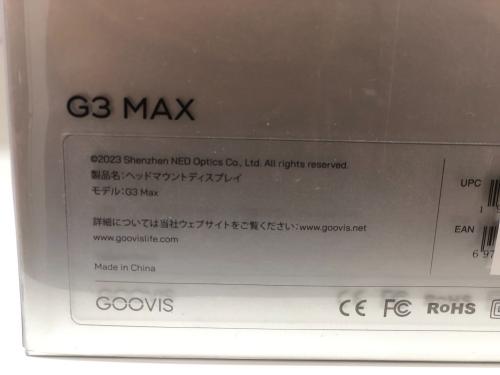 G3 MAX
©2023 Shenzhen NED Optics Co., Ltd. All rights reserved.
製品名：ヘッドマウントディスプレイ
モデル：G3 Max
詳細については当社ウェブサイトをご覧ください：www.goovis.net
www.goovislife.com
Made in China
GOOVIS
CE FC RoHS
UPC
1
EAN
6 97